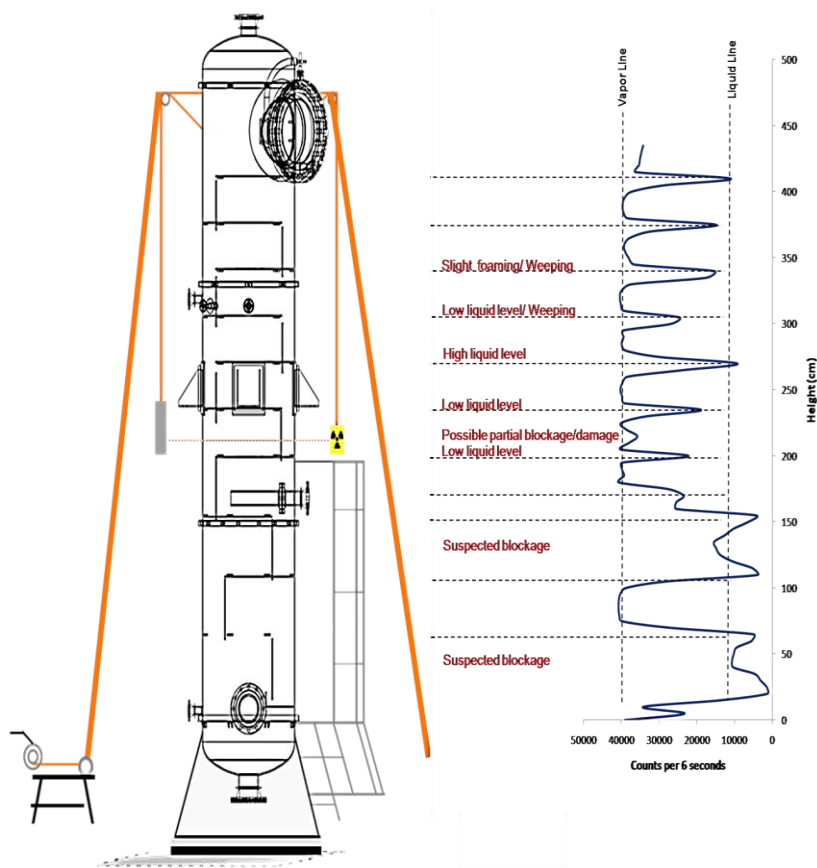 Vapor Line
Liquid Line
500
450
400
350
300
250
200
150
100
50
0
Height (cm)
Slight foaming/ Weeping
Low liquid level/ Weeping
High liquid level
Low liquid level
Possible partial blockage/damage
Low liquid level
Suspected blockage
Suspected blockage
50000 40000 30000 20000 10000 0
Counts per 6 seconds